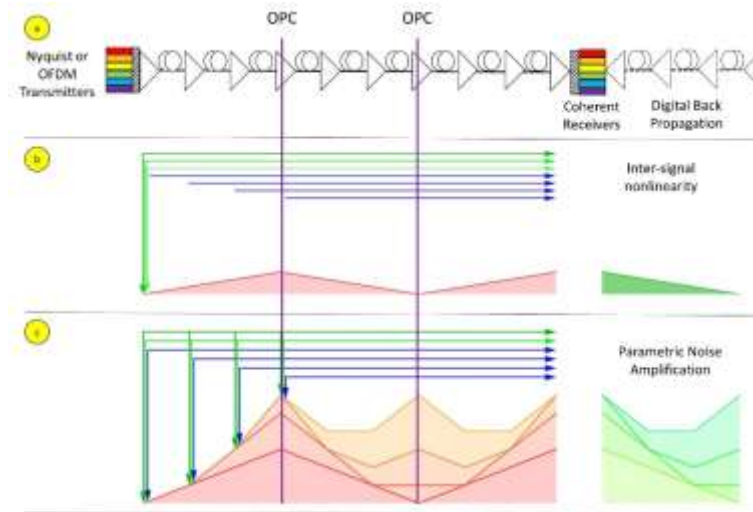 OPC
OPC
a
Nyquist or
OFDM
Transmitters
Coherent
Receivers
Digital Back
Propagation
b
Inter-signal
nonlinearity
c
Parametric Noise
Amplification